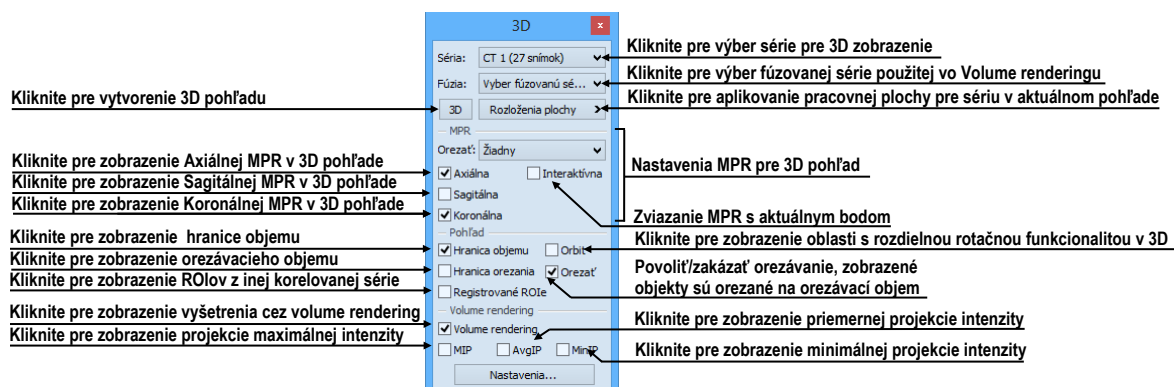 3D
x
Séria: CT 1 (27 snímok)
Kliknite pre výber série pre 3D zobrazenie
Fúzia: Vyber fúzovanú sé...
Kliknite pre výber fúzovanej série použitej vo Volume renderingu
Kliknite pre vytvorenie 3D pohľadu
3D Rozloženia plochy
Kliknite pre aplikovanie pracovnej plochy pre sériu v aktuálnom pohľade
MPR
Orezať: Žiadny
Nastavenia MPR pre 3D pohľad
Kliknite pre zobrazenie Axiálnej MPR v 3D pohľade
Axiálna Interaktívna
Kliknite pre zobrazenie Sagitálnej MPR v 3D pohľade
Sagitálna
Kliknite pre zobrazenie Koronálnej MPR v 3D pohľade
Koronálna
Zviazanie MPR s aktuálnym bodom
Pohľad
Kliknite pre zobrazenie hranice objemu
Hranica objemu Orbit
Kliknite pre zobrazenie oblasti s rozdielnou rotačnou funkcionalitou v 3D
Kliknite pre zobrazenie orezávacieho objemu
Hranica orezania Orezať
Povoliť/zakázať orezávanie, zobrazené
objekty sú orezané na orezávací objem
Kliknite pre zobrazenie ROIov z inej korelovanej série
Registrované ROIe
Volume rendering
Kliknite pre zobrazenie vyšetrenia cez volume rendering
Volume rendering
Kliknite pre zobrazenie priemernej projekcie intenzity
Kliknite pre zobrazenie projekcie maximálnej intenzity
MIP AvgIP MinIP
Kliknite pre zobrazenie minimálnej projekcie intenzity
Nastavenia...